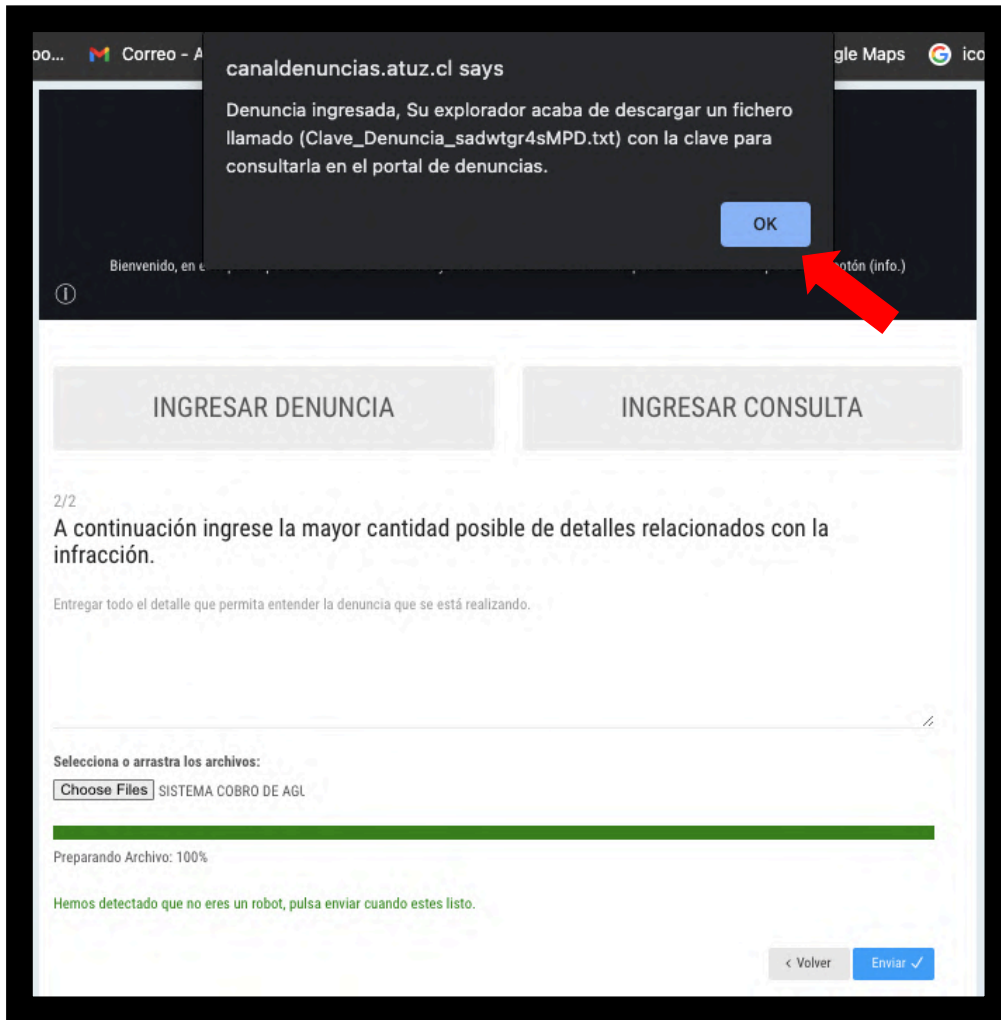 oo... Correo - A gle Maps ico
canaldenuncias.atuz.cl says
Denuncia ingresada, Su explorador acaba de descargar un fichero
llamado (Clave_Denuncia_sadwtgr4sMPD.txt) con la clave para
consultarla en el portal de denuncias.
OK
Bienvenido, en e otón (info.)
INGRESAR DENUNCIA
INGRESAR CONSULTA
2/2
A continuación ingrese la mayor cantidad posible de detalles relacionados con la
infracción.
Entregar todo el detalle que permita entender la denuncia que se está realizando.
Selecciona o arrastra los archivos:
Choose Files SISTEMA COBRO DE AGU
Preparando Archivo: 100%
Hemos detectado que no eres un robot, pulsa enviar cuando estes listo.
< Volver
Enviar ✓